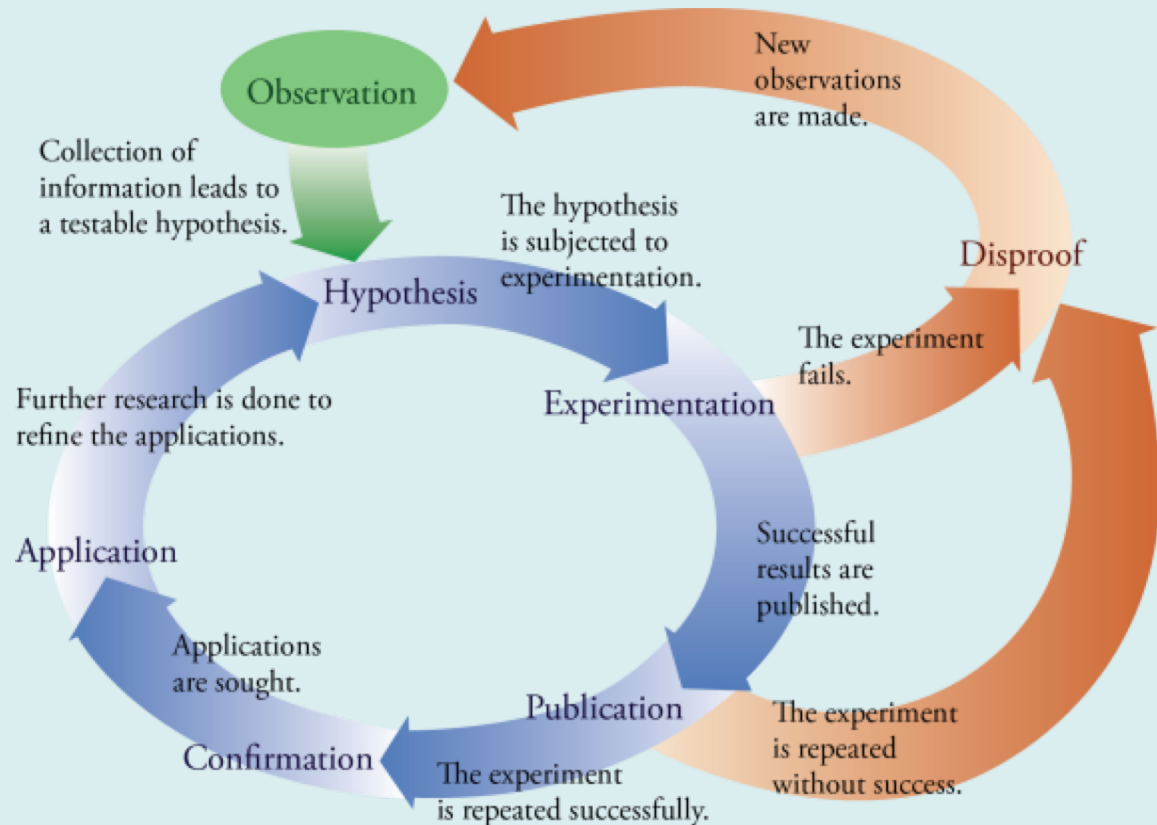 Observation
Collection of
information leads to
a testable hypothesis.
Hypothesis
The hypothesis
is subjected to
experimentation.
Experimentation
The experiment
fails.
Disproof
New
observations
are made.
Successful
results are
published.
Publication
The experiment
is repeated
without success.
The experiment
is repeated successfully.
Confirmation
Applications
are sought.
Application
Further research is done to
refine the applications.